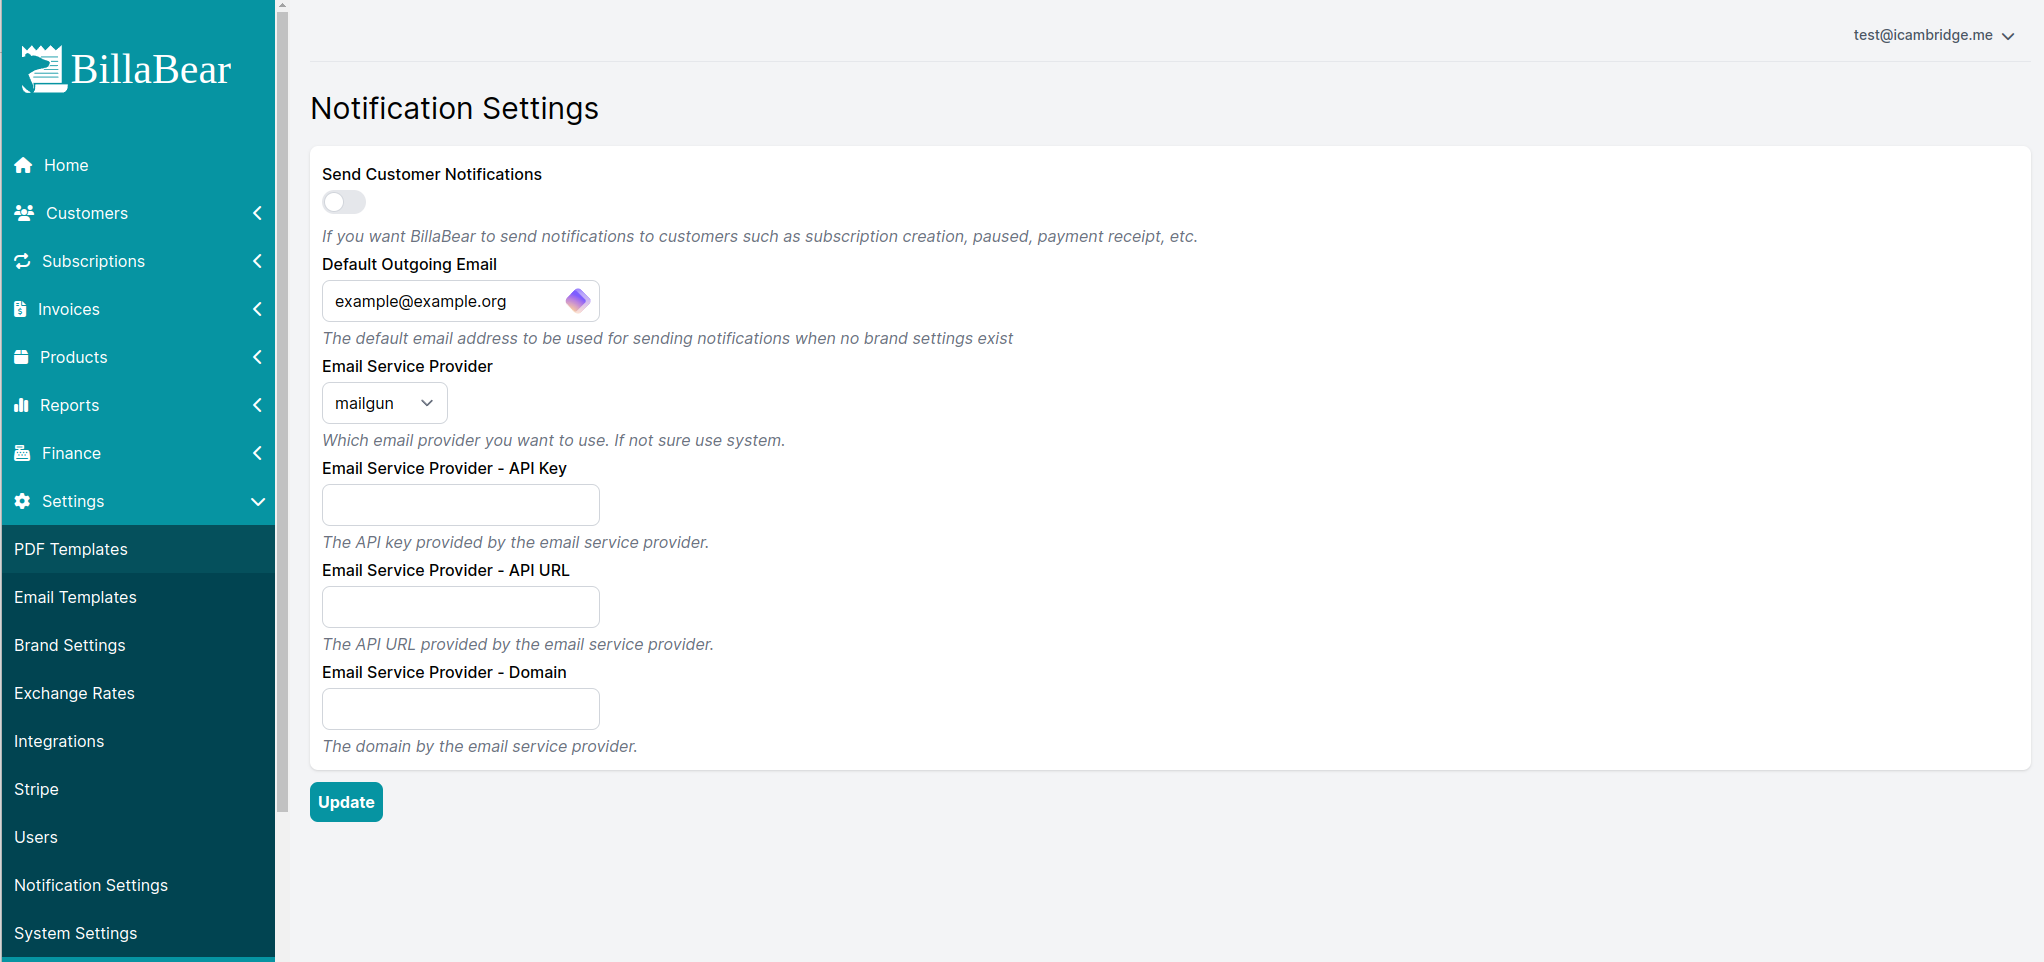 BillaBear
Home
Customers
Subscriptions
Invoices
Products
Reports
Finance
Settings
PDF Templates
Email Templates
Brand Settings
Exchange Rates
Integrations
Stripe
Users
Notification Settings
System Settings
test@icambridge.me
Notification Settings
Send Customer Notifications
If you want BillaBear to send notifications to customers such as subscription creation, paused, payment receipt, etc.
Default Outgoing Email
example@example.org
The default email address to be used for sending notifications when no brand settings exist
Email Service Provider
mailgun
Which email provider you want to use. If not sure use system.
Email Service Provider - API Key
The API key provided by the email service provider.
Email Service Provider - API URL
The API URL provided by the email service provider.
Email Service Provider - Domain
The domain by the email service provider.
Update